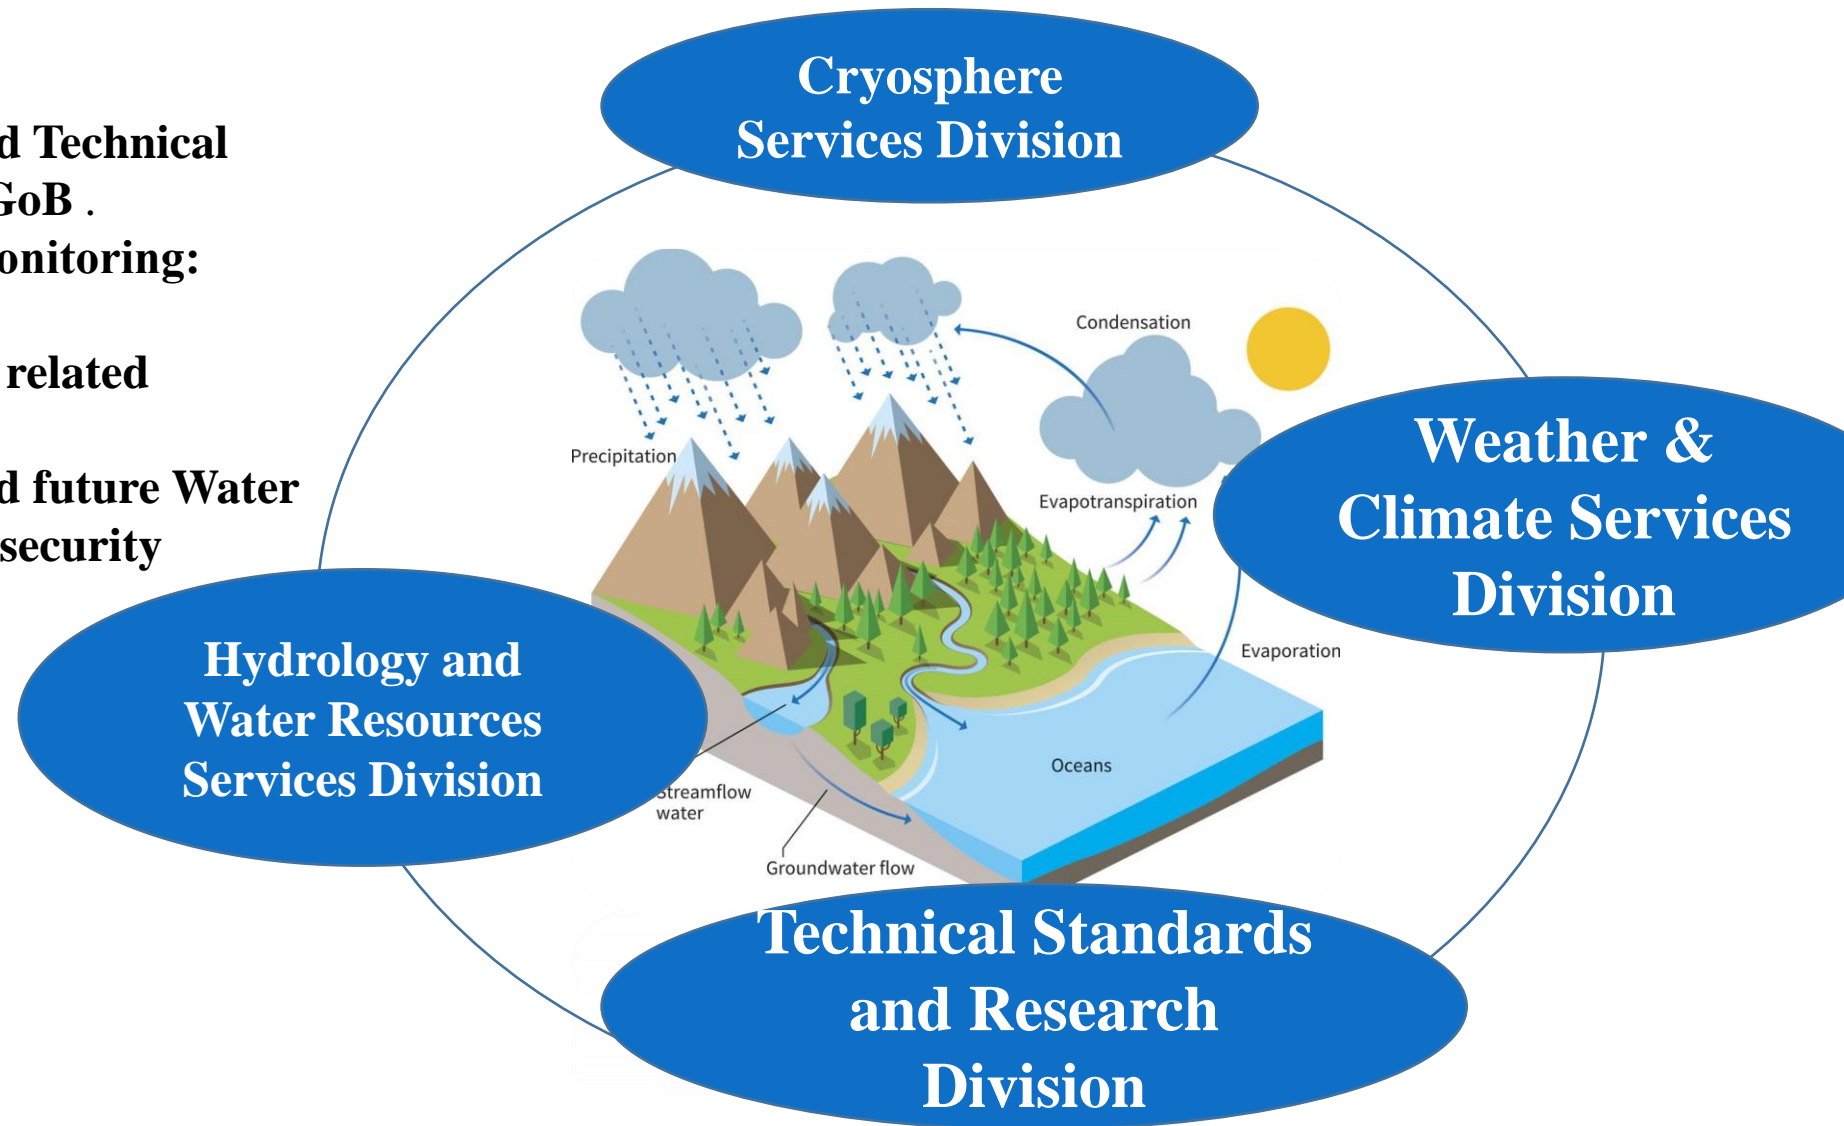 Cryosphere
Services Division
d Technical
GoB .
onitoring:
related
d future Water
security
Condensation
Precipitation
Evapotranspiration
Weather &
Climate Services
Division
Evaporation
Hydrology and
Water Resources
Services Division
Oceans
Streamflow
water
Groundwater flow
Technical Standards
and Research
Division